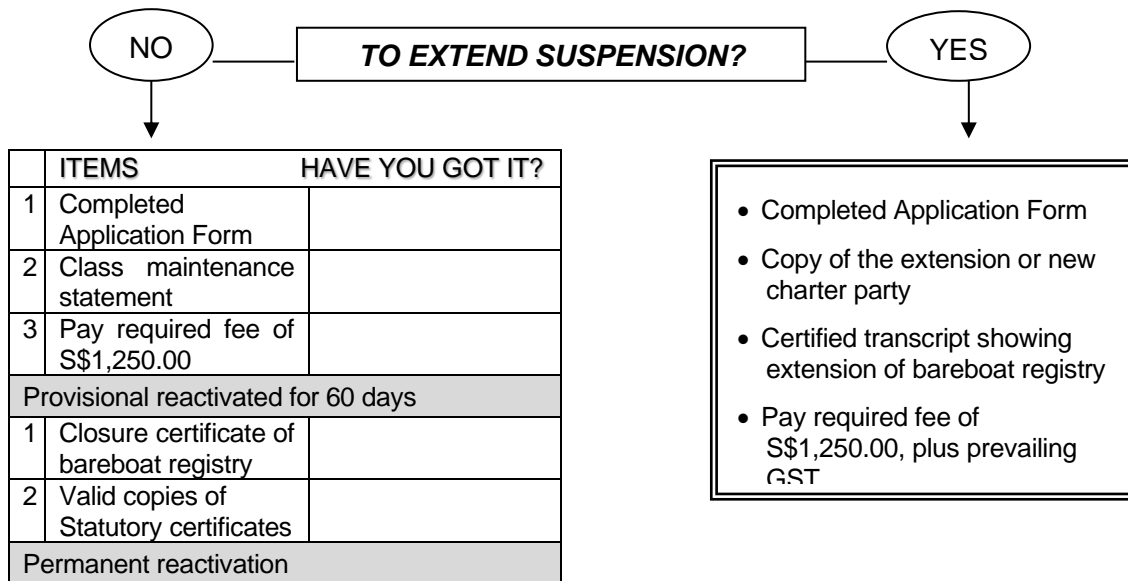 NO
TO EXTEND SUSPENSION?
YES
ITEMS HAVE YOU GOT IT?
1 Completed
Application Form
2 Class maintenance
statement
3 Pay required fee of
S$1,250.00
Provisional reactivated for 60 days
1 Closure certificate of
bareboat registry
2 Valid copies of
Statutory certificates
Permanent reactivation
• Completed Application Form
• Copy of the extension or new
charter party
• Certified transcript showing
extension of bareboat registry
• Pay required fee of
S$1,250.00, plus prevailing
GST